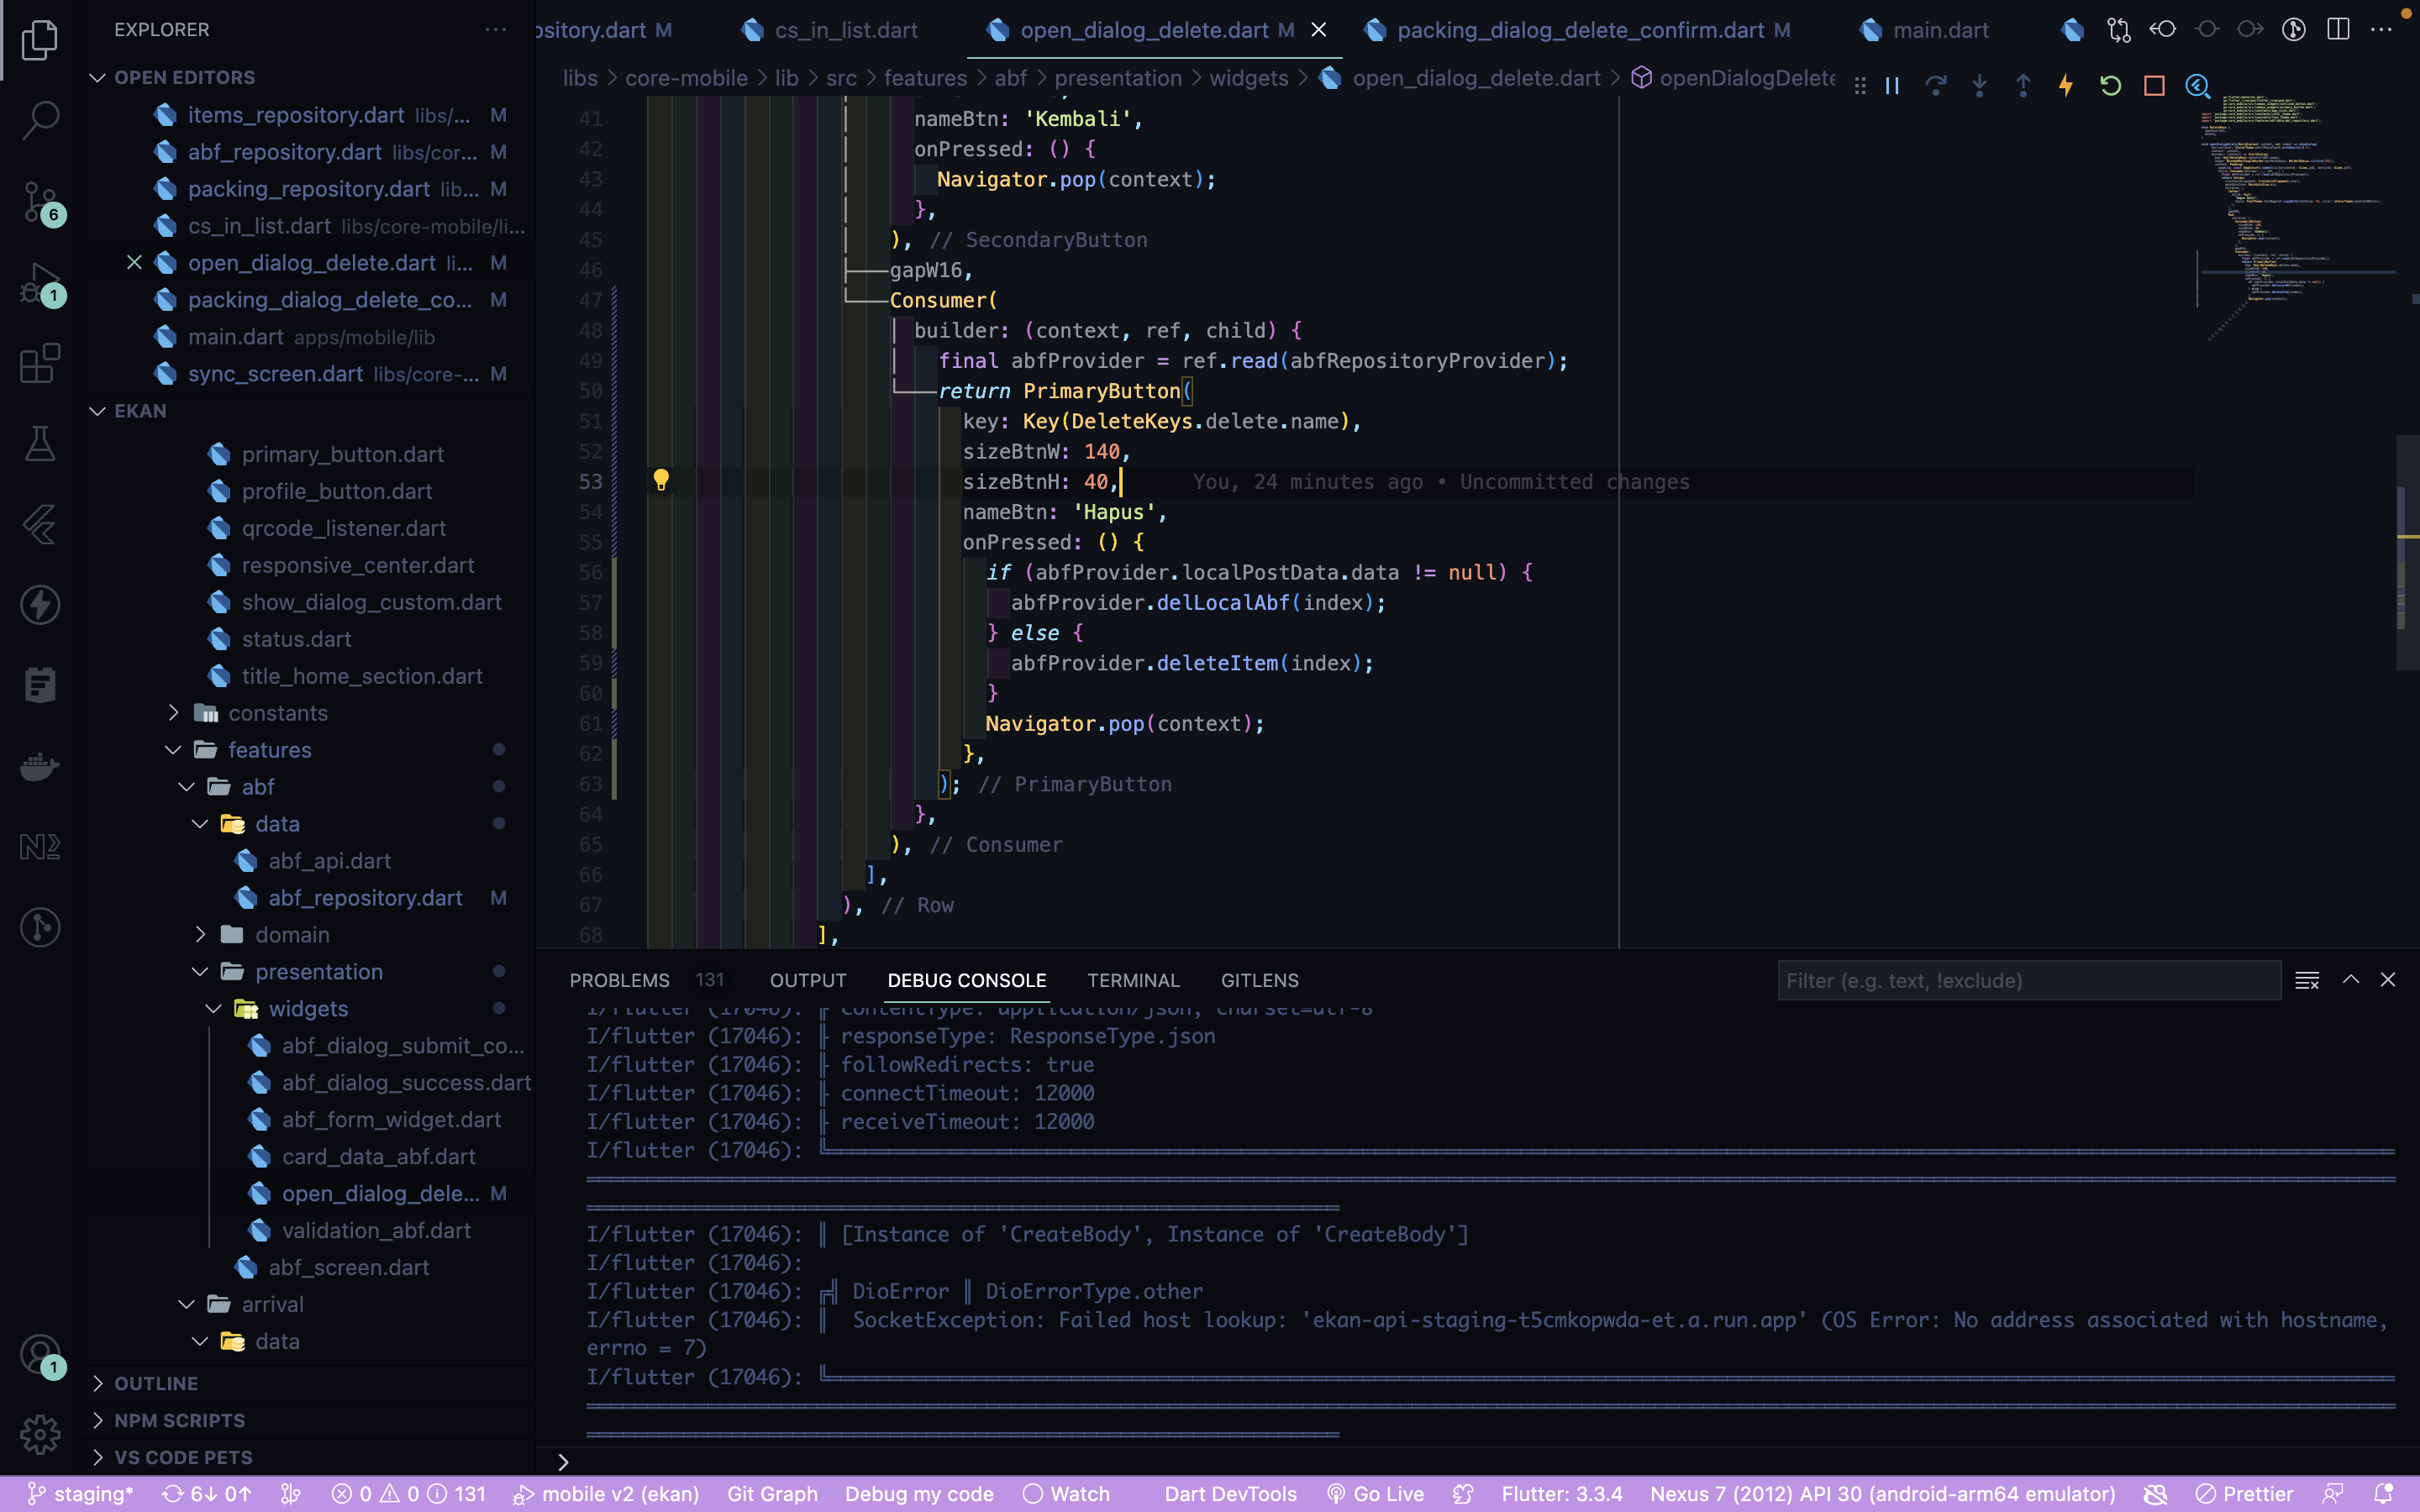 EXPLORER
OPEN EDITORS
items_repository.dart libs/... M
abf_repository.dart libs/cor... M
packing_repository.dart lib... M
cs_in_list.dart libs/core-mobile/li...
open_dialog_delete.dart li... M
packing_dialog_delete_co... M
main.dart apps/mobile/lib
sync_screen.dart libs/core-... M
EKAN
primary_button.dart
profile_button.dart
qrcode_listener.dart
responsive_center.dart
show_dialog_custom.dart
status.dart
title_home_section.dart
constants
features
abf
data
abf_api.dart
abf_repository.dart M
domain
presentation
widgets
abf_dialog_submit_co...
abf_dialog_success.dart
abf_form_widget.dart
card_data_abf.dart
open_dialog_dele... M
validation_abf.dart
abf_screen.dart
arrival
data
OUTLINE
NPM SCRIPTS
VS CODE PETS
6
1
1
ository.dart M
cs_in_list.dart
open_dialog_delete.dart M
packing_dialog_delete_confirm.dart M
main.dart
libs > core-mobile > lib > src > features > abf > presentation > widgets > open_dialog_delete.dart > openDialogDelete
41 nameBtn: 'Kembali',
42 onPressed: () {
43 Navigator.pop(context);
44 },
45 ), // SecondaryButton
46 gapW16,
47 Consumer(
48 builder: (context, ref, child) {
49 final abfProvider = ref.read(abfRepositoryProvider);
50 return PrimaryButton(
51 key: Key(DeleteKeys.delete.name),
52 sizeBtnW: 140,
53 sizeBtnH: 40, You, 24 minutes ago • Uncommitted changes
54 nameBtn: 'Hapus',
55 onPressed: () {
56 if (abfProvider.localPostData.data != null) {
57 abfProvider.delLocalAbf(index);
58 } else {
59 abfProvider.deleteItem(index);
60 }
61 Navigator.pop(context);
62 },
63 ); // PrimaryButton
64 },
65 ), // Consumer
66 ],
67 ), // Row
68 ],
PROBLEMS 131 OUTPUT DEBUG CONSOLE TERMINAL GITLENS
Filter (e.g. text, !exclude)
I/flutter (17046): ╟ contentType: application/json; charset=utf-8
I/flutter (17046): ╟ responseType: ResponseType.json
I/flutter (17046): ╟ followRedirects: true
I/flutter (17046): ╟ connectTimeout: 12000
I/flutter (17046): ╟ receiveTimeout: 12000
I/flutter (17046):
I/flutter (17046): ║ [Instance of 'CreateBody', Instance of 'CreateBody']
I/flutter (17046):
I/flutter (17046): ╔╣ DioError ║ DioErrorType.other
I/flutter (17046): ║  SocketException: Failed host lookup: 'ekan-api-staging-t5cmkopwda-et.a.run.app' (OS Error: No address associated with hostname,
errno = 7)
I/flutter (17046):
staging* 6↓ 0↑ 0 0 131 mobile v2 (ekan) Git Graph Debug my code Watch Dart DevTools Go Live Flutter: 3.3.4 Nexus 7 (2012) API 30 (android-arm64 emulator) Prettier